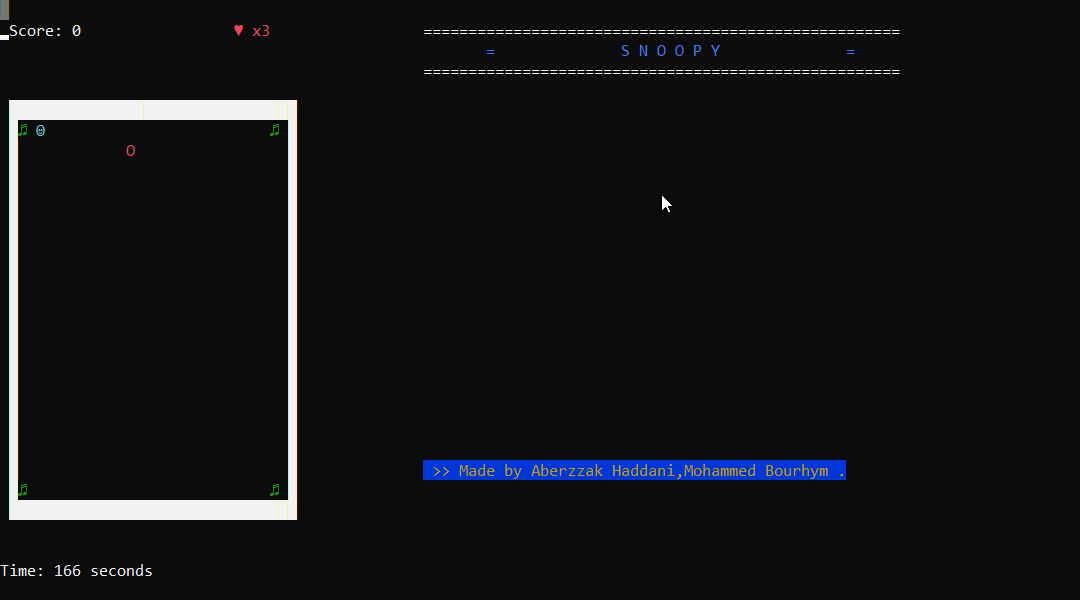 Score: 0 ♥ x3
====================================================
= S N O O P Y =
====================================================
♫ @ ♫
O
♫ ♫
>> Made by Aberzzak Haddani,Mohammed Bourhym .
Time: 166 seconds